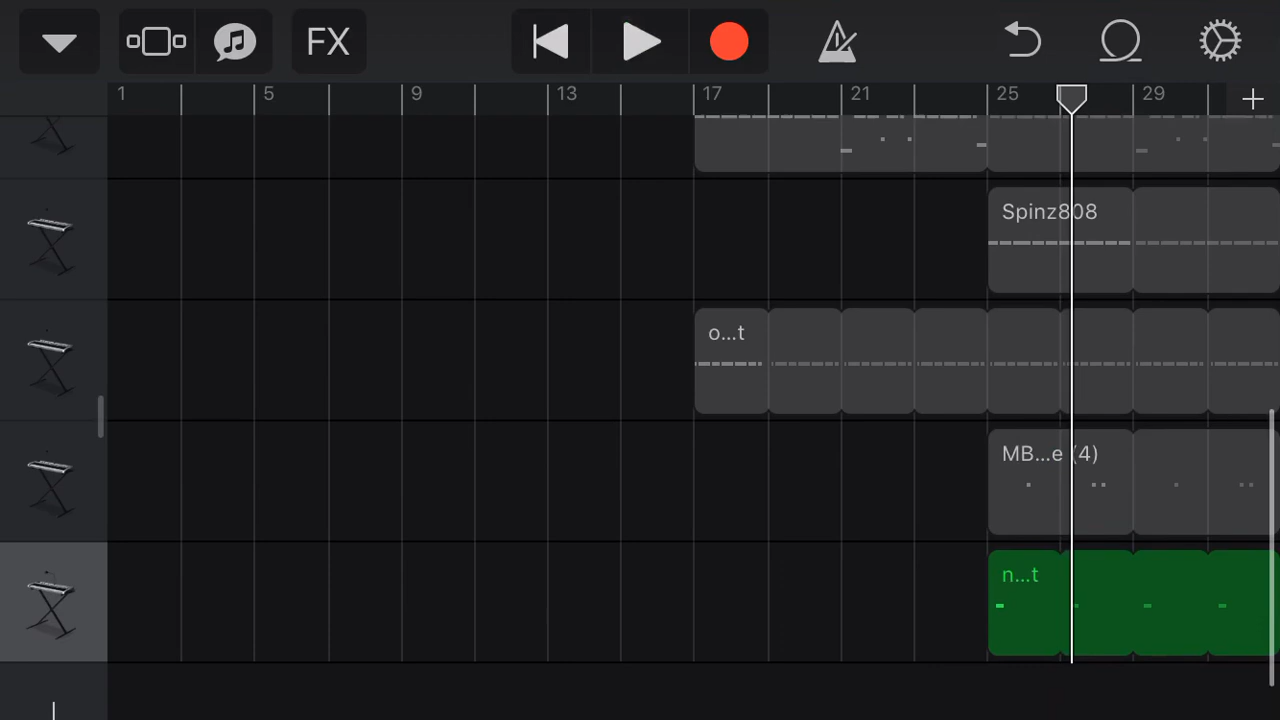 FX
1 5 9 13 17 21 25 29
Spinz808
o...t
MB...e (4)
n...t